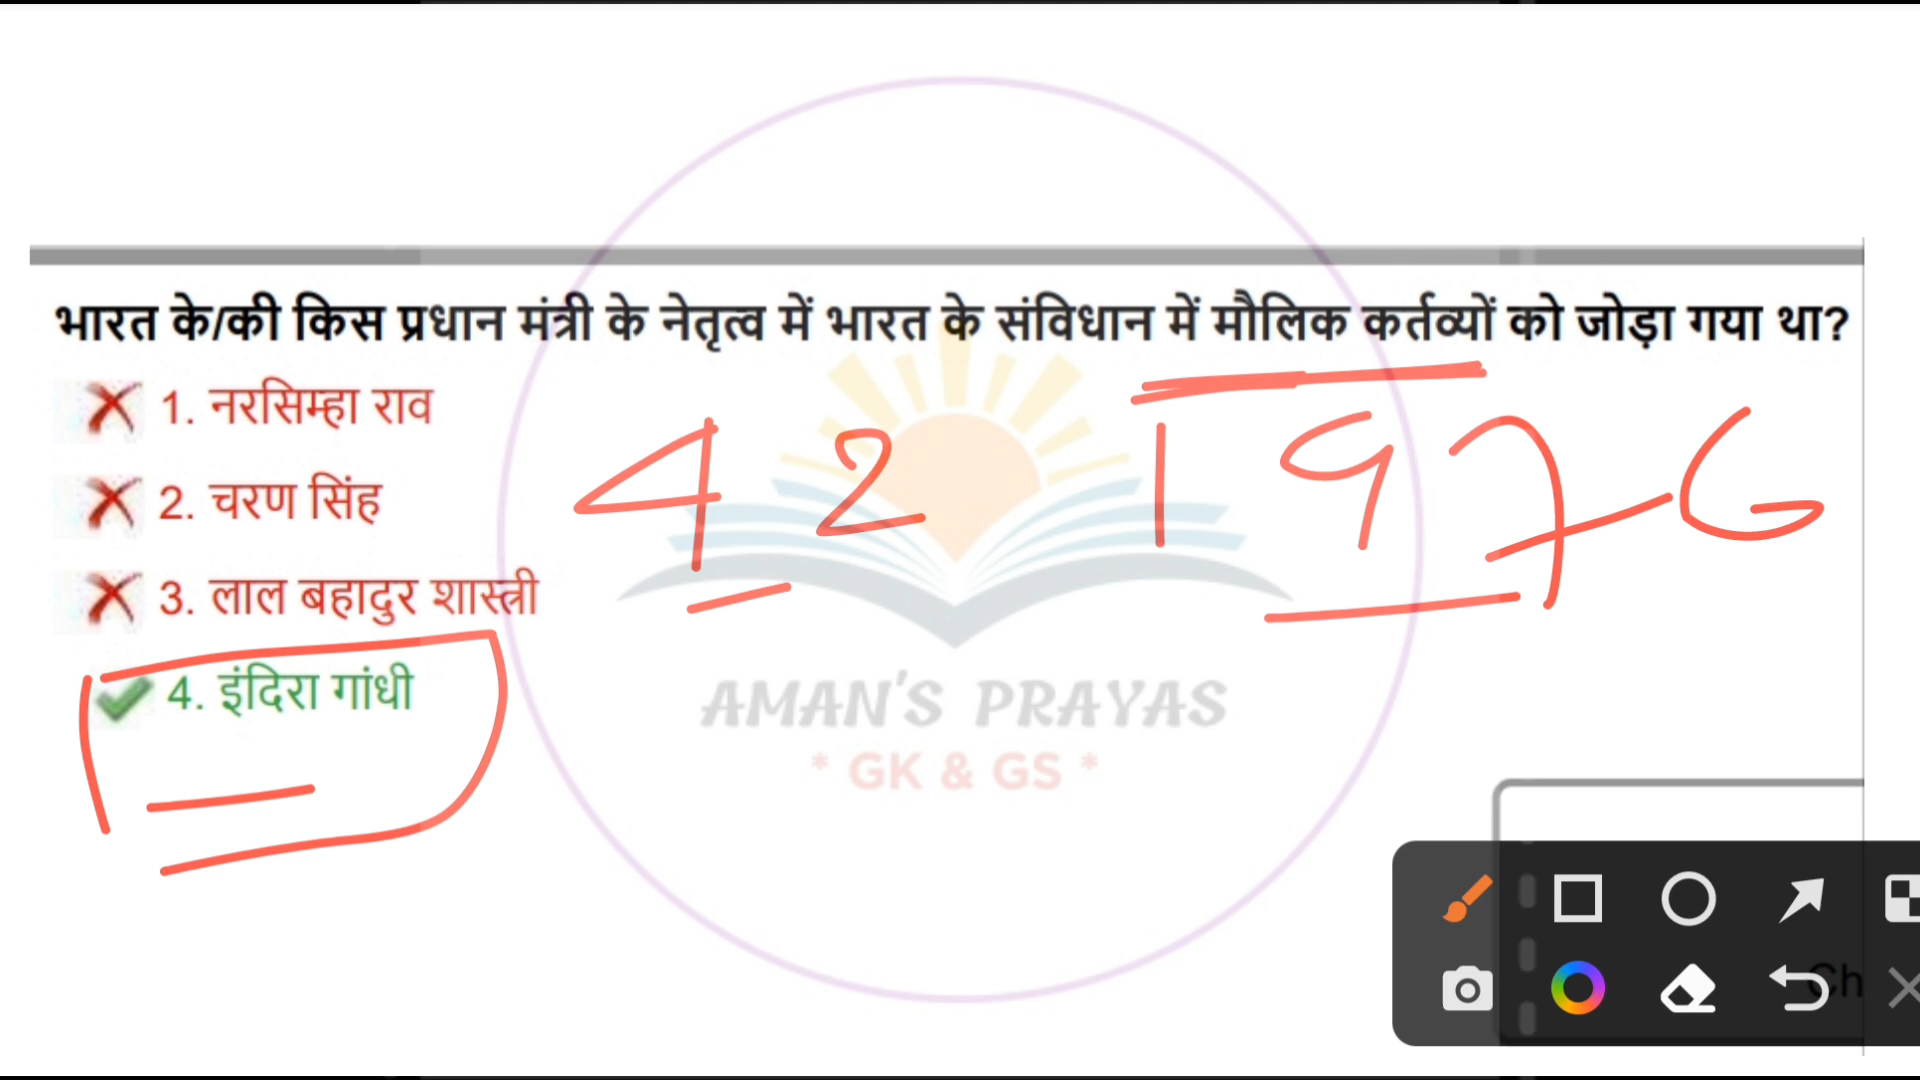 भारत के/की किस प्रधान मंत्री के नेतृत्व में भारत के संविधान में मौलिक कर्तव्यों को जोड़ा गया था?
1. नरसिम्हा राव
42 1976
2. चरण सिंह
3. लाल बहादुर शास्त्री
4. इंदिरा गांधी
AMAN'S PRAYAS
* GK & GS *
Ch